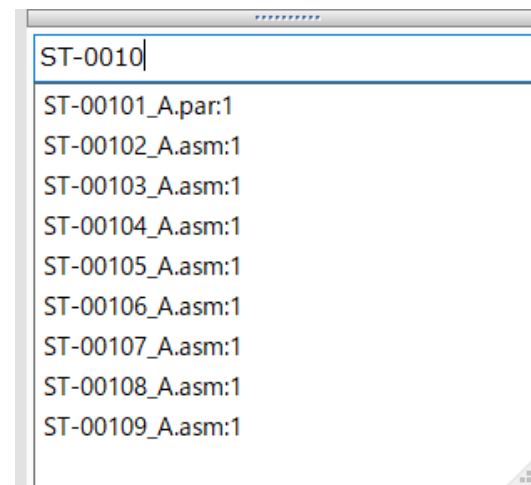 ST-0010
ST-00101_A.par:1
ST-00102_A.asm:1
ST-00103_A.asm:1
ST-00104_A.asm:1
ST-00105_A.asm:1
ST-00106_A.asm:1
ST-00107_A.asm:1
ST-00108_A.asm:1
ST-00109_A.asm:1